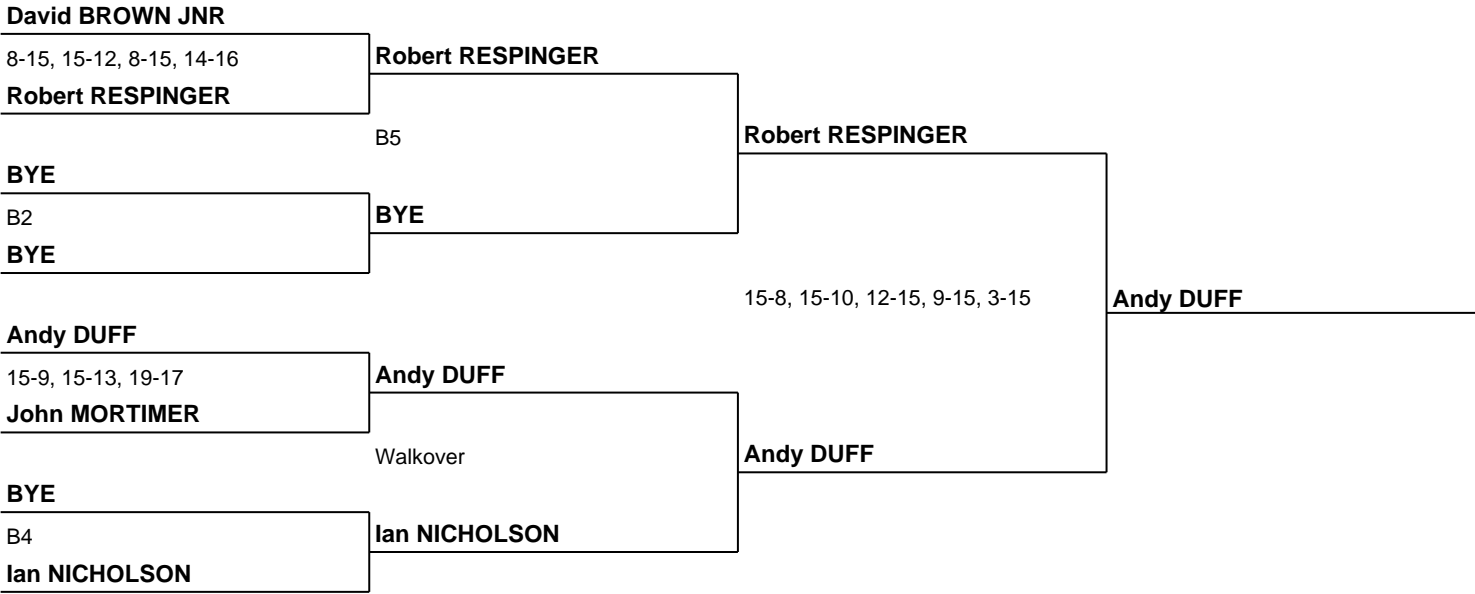 David BROWN JNR
8-15, 15-12, 8-15, 14-16
Robert RESPINGER
BYE
B2
BYE
Andy DUFF
15-9, 15-13, 19-17
John MORTIMER
BYE
B4
Ian NICHOLSON
Robert RESPINGER
B5
BYE
Andy DUFF
Walkover
Ian NICHOLSON
Robert RESPINGER
15-8, 15-10, 12-15, 9-15, 3-15
Andy DUFF
Andy DUFF